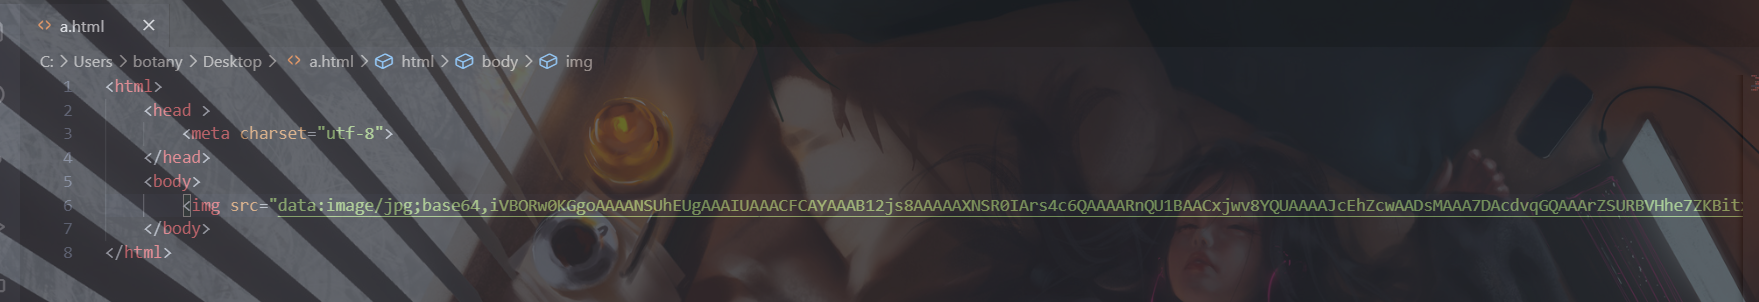 a.html
C: > Users > botany > Desktop > a.html > html > body > img
1 <html>
2 <head >
3 <meta charset="utf-8">
4 </head>
5 <body>
6 <img src="data:image/jpg;base64,iVBORw0KGgoAAAANSUhEUgAAAIUAAACFCAYAAAB12js8AAAAAXNSR0IArs4c6QAAAARnQU1BAACxjwv8YQUAAAAJcEhZcwAADsMAAA7DAcdvqGQAAArZSURBVHhe7ZKBit
7 </body>
8 </html>